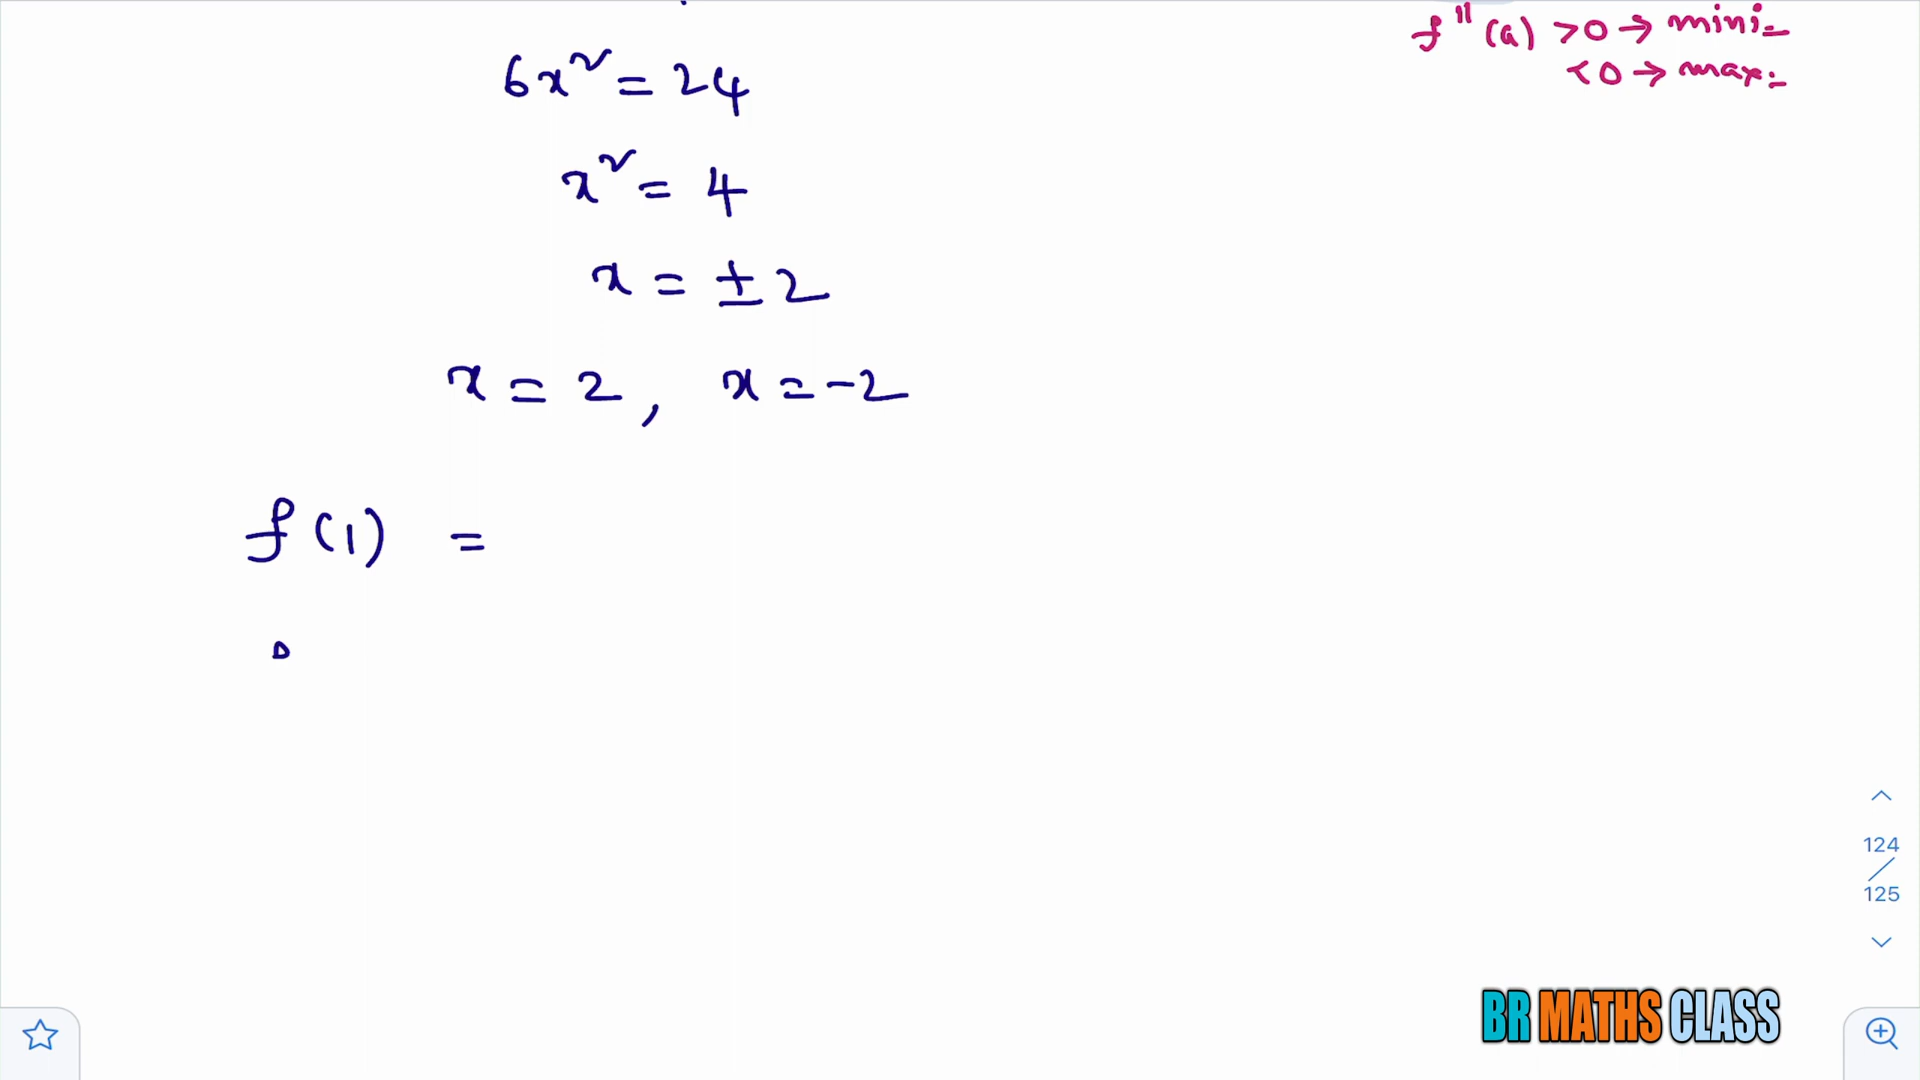 f''(a) >0 → mini-
<0 → max:-
6x² = 24
x² = 4
x = ± 2
x = 2, x = -2
f(1) =
124
/
125
BR MATHS CLASS